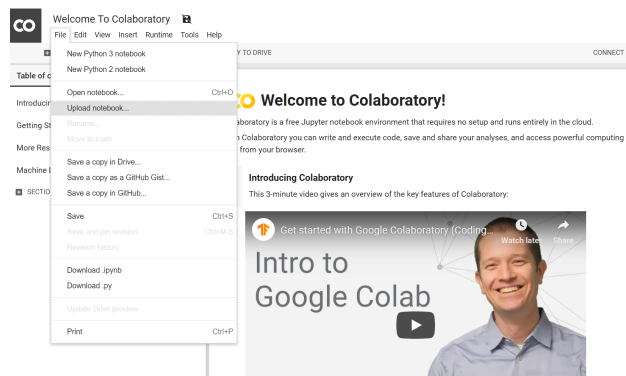 CO Welcome To Colaboratory
File Edit View Insert Runtime Tools Help
Y TO DRIVE
CONNECT
Table of c
Introducin
Getting St
More Res
Machine L
SECTIO
New Python 3 notebook
New Python 2 notebook
Open notebook... Ctrl+O
Upload notebook...
Rename...
Move to trash
Save a copy in Drive...
Save a copy as a GitHub Gist...
Save a copy in GitHub...
Save Ctrl+S
Save and pin revision Ctrl+M S
Revision history
Download .ipynb
Download .py
Update Drive preview
Print Ctrl+P
CO Welcome to Colaboratory!
aboratory is a free Jupyter notebook environment that requires no setup and runs entirely in the cloud.
h Colaboratory you can write and execute code, save and share your analyses, and access powerful computing
from your browser.
Introducing Colaboratory
This 3-minute video gives an overview of the key features of Colaboratory:
Get started with Google Colaboratory (Coding...
Watch later Share
Intro to
Google Colab